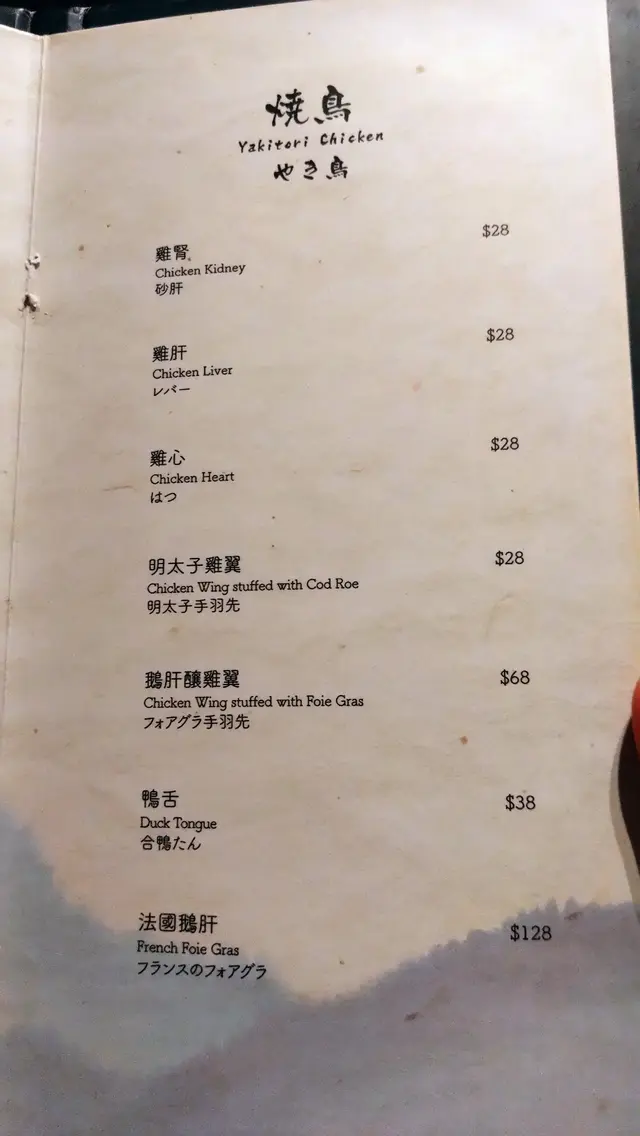 焼鳥
Yakitori Chicken
やき鳥
雞腎
$28
Chicken Kidney
砂肝
雞肝
$28
Chicken Liver
レバー
雞心
$28
Chicken Heart
はつ
明太子雞翼
$28
Chicken Wing stuffed with Cod Roe
明太子手羽先
鵝肝釀雞翼
$68
Chicken Wing stuffed with Foie Gras
フォアグラ手羽先
鴨舌
$38
Duck Tongue
合鴨たん
法國鵝肝
$128
French Foie Gras
フランスのフォアグラ